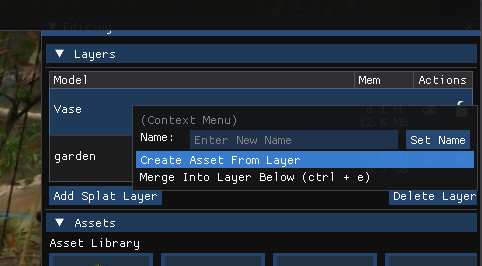 Editing
▼ Layers
Model Mem Actions
Vase
(Context Menu)
Name: Enter New Name Set Name
garden
Create Asset From Layer
Merge Into Layer Below (ctrl + e)
Add Splat Layer Delete Layer
▼ Assets
Asset Library